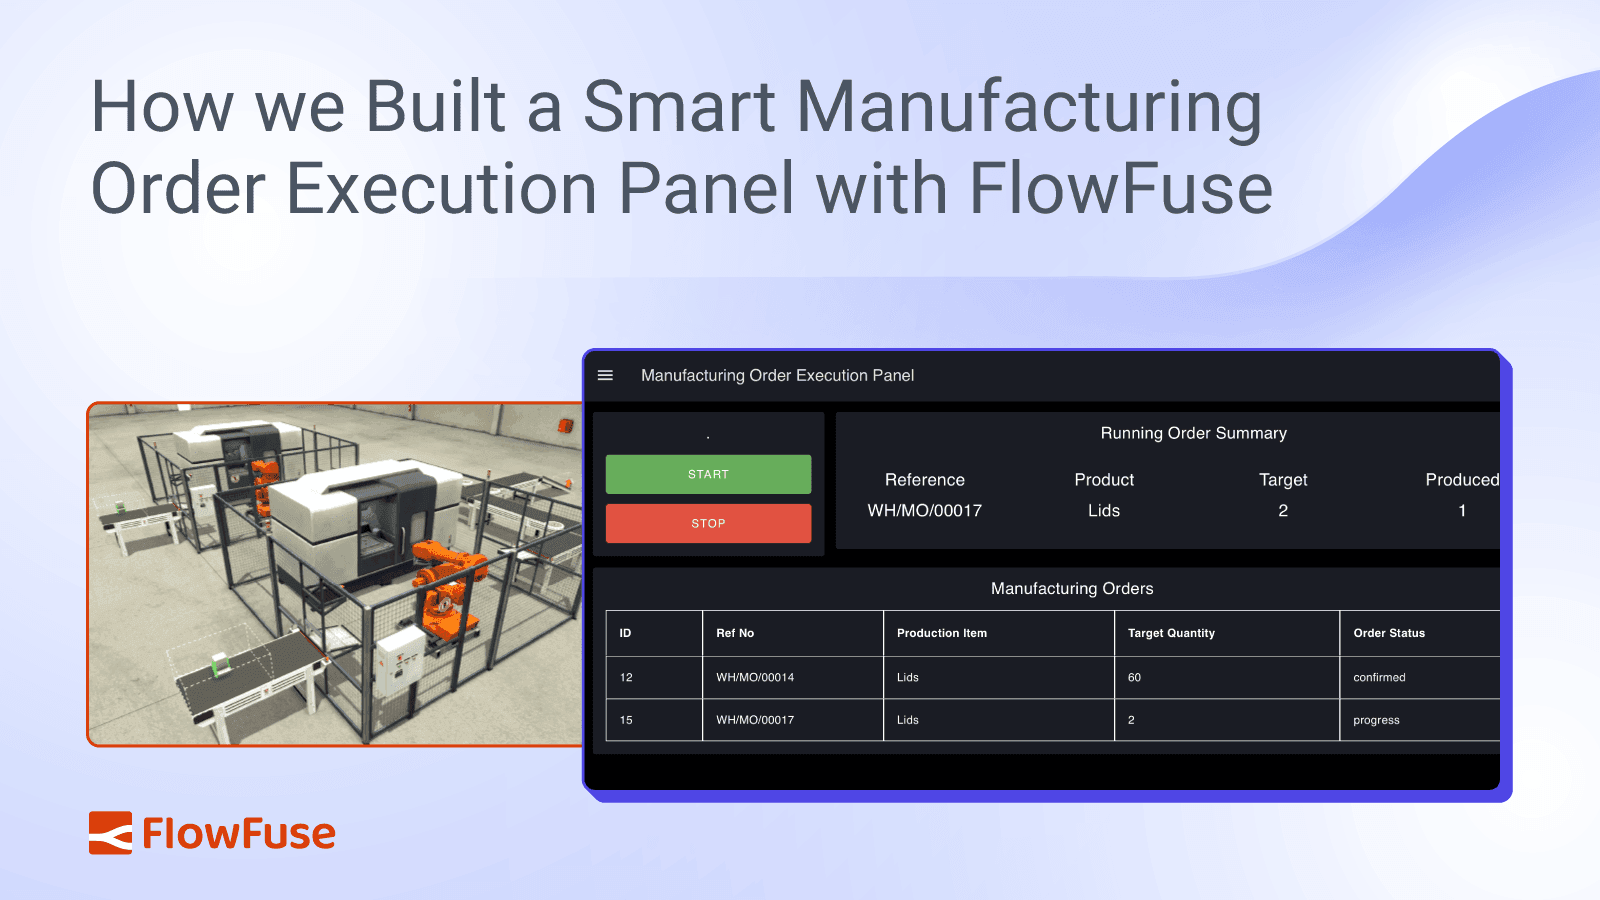 How we Built a Smart Manufacturing
Order Execution Panel with FlowFuse
Manufacturing Order Execution Panel
.
START
STOP
Running Order Summary
Reference Product Target Produced
WH/MO/00017 Lids 2 1
Manufacturing Orders
ID Ref No Production Item Target Quantity Order Status
12 WH/MO/00014 Lids 60 confirmed
15 WH/MO/00017 Lids 2 progress
FlowFuse